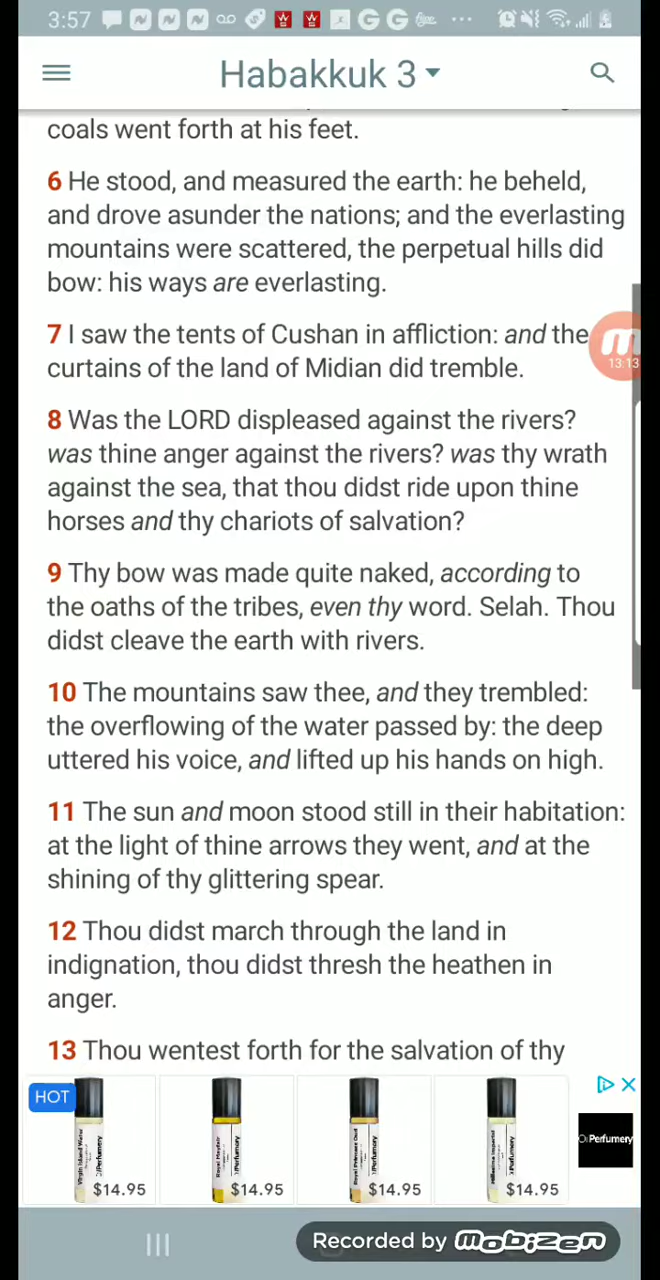 3:57
Habakkuk 3
coals went forth at his feet.
6 He stood, and measured the earth: he beheld,
and drove asunder the nations; and the everlasting
mountains were scattered, the perpetual hills did
bow: his ways are everlasting.
7 I saw the tents of Cushan in affliction: and the
curtains of the land of Midian did tremble.
13:13
8 Was the LORD displeased against the rivers?
was thine anger against the rivers? was thy wrath
against the sea, that thou didst ride upon thine
horses and thy chariots of salvation?
9 Thy bow was made quite naked, according to
the oaths of the tribes, even thy word. Selah. Thou
didst cleave the earth with rivers.
10 The mountains saw thee, and they trembled:
the overflowing of the water passed by: the deep
uttered his voice, and lifted up his hands on high.
11 The sun and moon stood still in their habitation:
at the light of thine arrows they went, and at the
shining of thy glittering spear.
12 Thou didst march through the land in
indignation, thou didst thresh the heathen in
anger.
13 Thou wentest forth for the salvation of thy
HOT
Perfumery
$14.95 $14.95 $14.95 $14.95
Recorded by mobizen